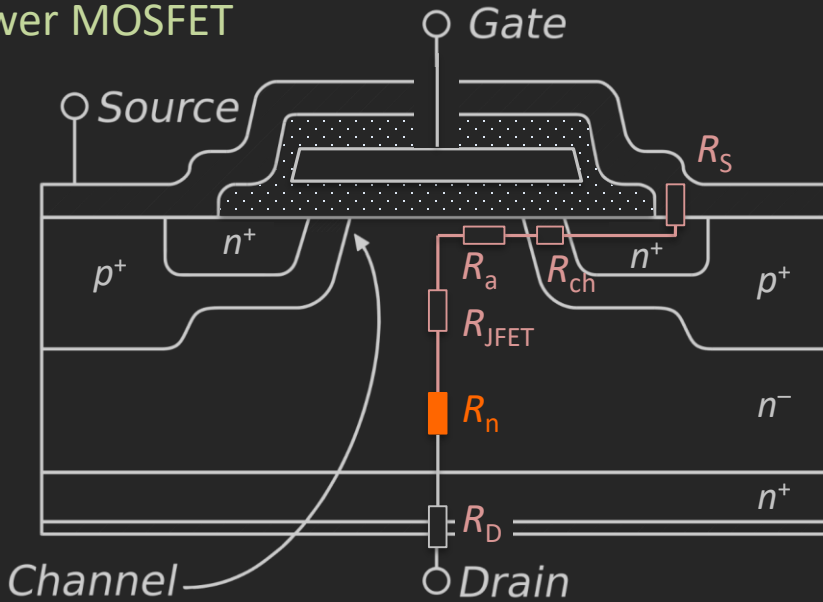 wer MOSFET
Gate
Source
R_S
n⁺
n⁺
p⁺
R_a
R_ch
p⁺
R_JFET
R_n
n⁻
n⁺
R_D
Channel
Drain